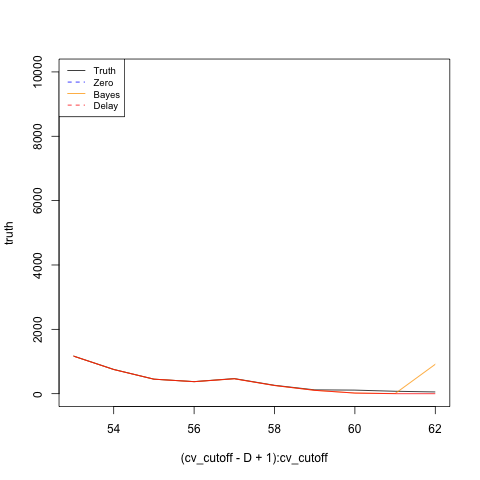 Truth
Zero
Bayes
Delay
truth
0
2000
4000
6000
8000
10000
54
56
58
60
62
(cv_cutoff - D + 1):cv_cutoff